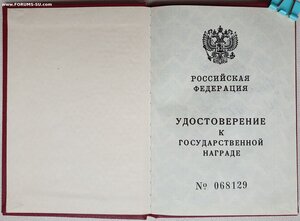 www.FORUMS-SU.com
РОССИЙСКАЯ
ФЕДЕРАЦИЯ
УДОСТОВЕРЕНИЕ
К
ГОСУДАРСТВЕННОЙ
НАГРАДЕ
№ 068129